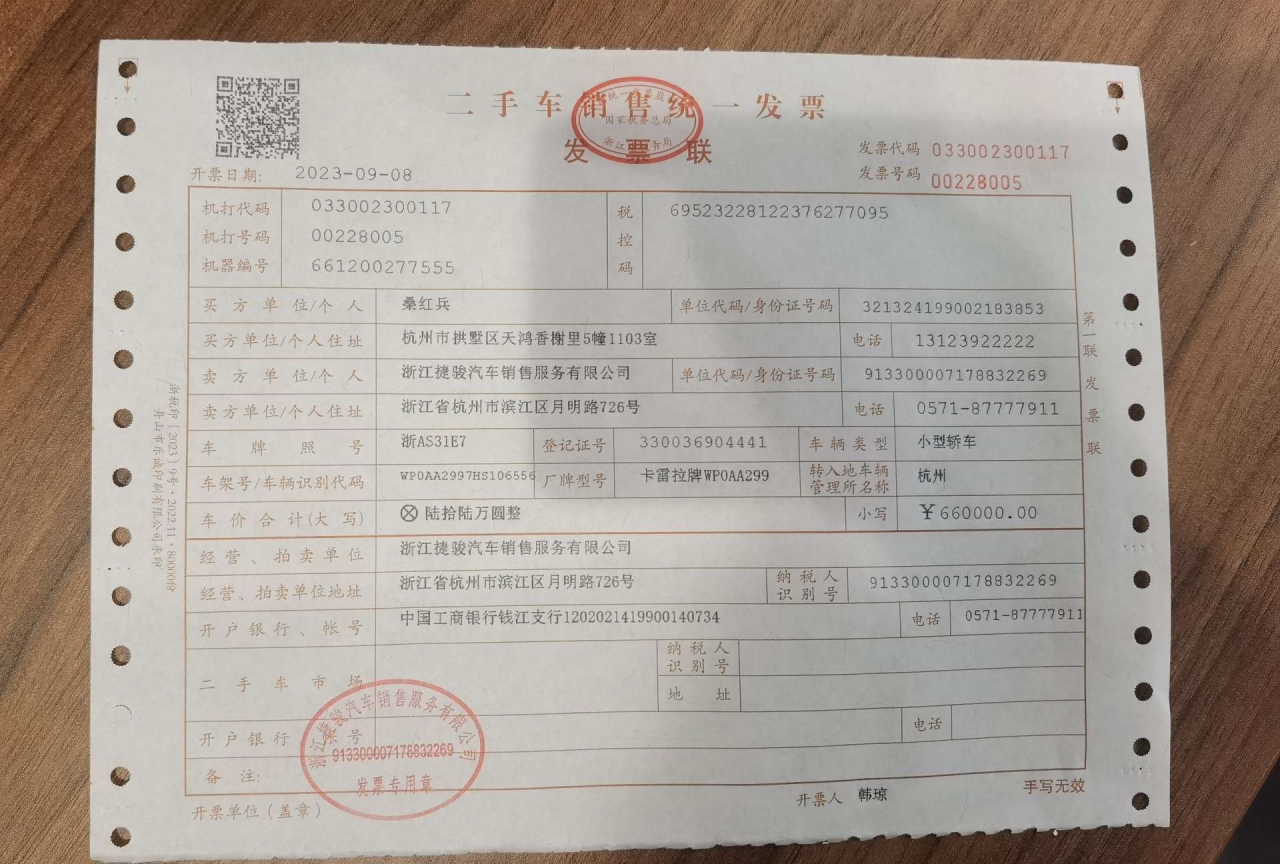 二手车销售统一发票
国家税务总局
发票联
发票代码 033002300117
发票号码 00228005
开票日期: 2023-09-08
机打代码 033002300117
机打号码 00228005
机器编号 661200277555
税控码 69523228122376277095
买方单位/个人 桑红兵 单位代码/身份证号码 321324199002183853
买方单位/个人住址 杭州市拱墅区天鸿香榭里5幢1103室 电话 13123922222
卖方单位/个人 浙江捷骏汽车销售服务有限公司 单位代码/身份证号码 913300007178832269
卖方单位/个人住址 浙江省杭州市滨江区月明路726号 电话 0571-87777911
车牌照号 浙AS31E7 登记证号 330036904441 车辆类型 小型轿车
车架号/车辆识别代码 WP0AA2997HS106556 厂牌型号 卡雷拉牌WP0AA299 转入地车辆管理所名称 杭州
车价合计(大写) ⊗ 陆拾陆万圆整 小写 ¥660000.00
经营、拍卖单位 浙江捷骏汽车销售服务有限公司
经营、拍卖单位地址 浙江省杭州市滨江区月明路726号 纳税人识别号 913300007178832269
开户银行、帐号 中国工商银行钱江支行1202021419900140734 电话 0571-87777911
二手车市场 纳税人识别号
地址
开户银行、帐号 电话
备注:
浙江捷骏汽车销售服务有限公司
913300007178832269
发票专用章
开票单位(盖章) 开票人 韩琼 手写无效
第一联 发票联